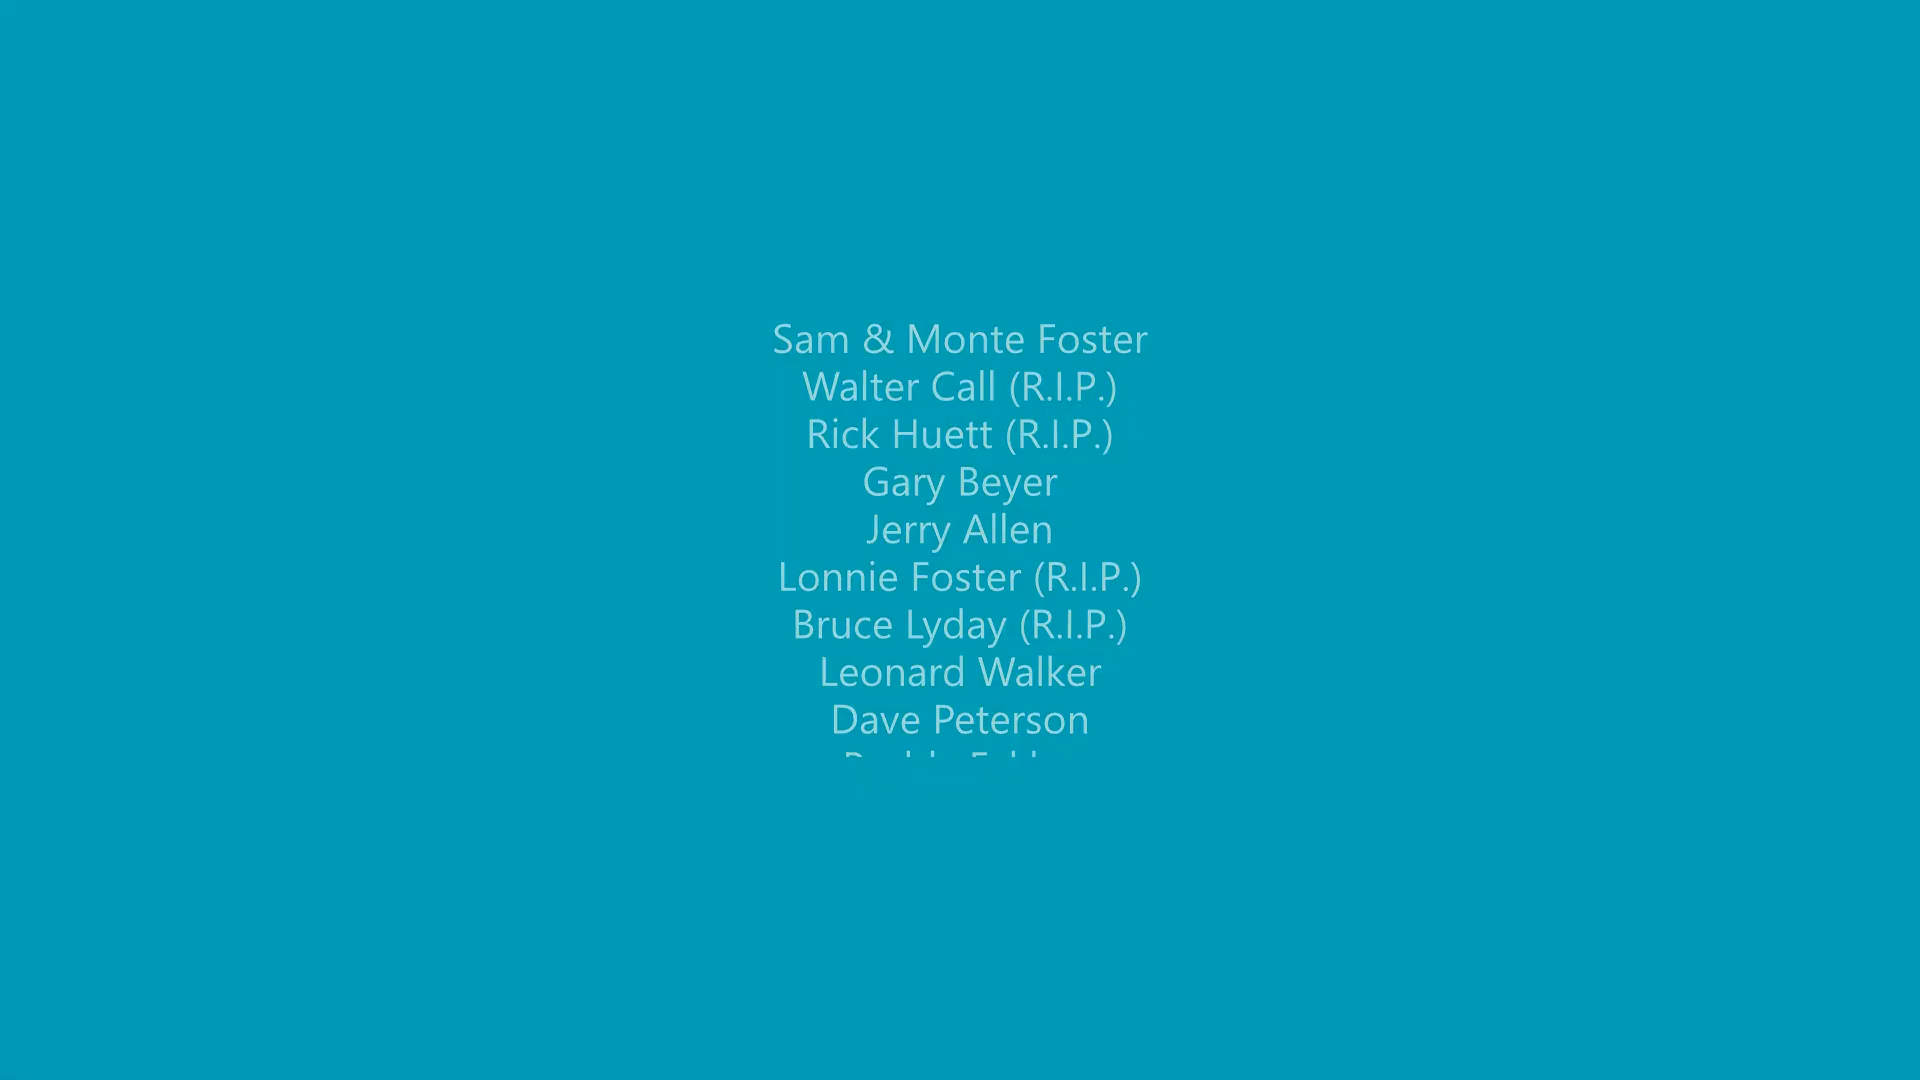 Sam & Monte Foster
Walter Call (R.I.P.)
Rick Huett (R.I.P.)
Gary Beyer
Jerry Allen
Lonnie Foster (R.I.P.)
Bruce Lyday (R.I.P.)
Leonard Walker
Dave Peterson